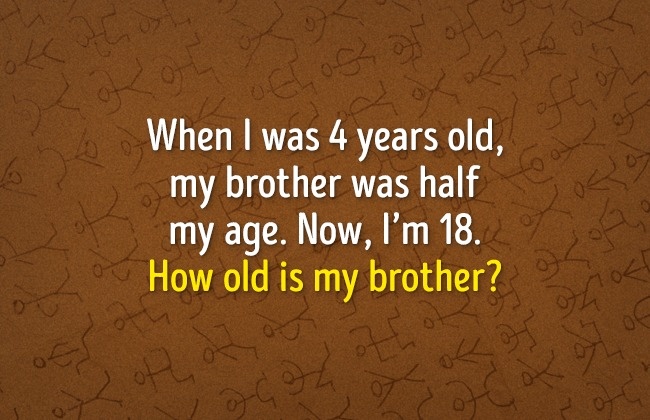 When I was 4 years old,
my brother was half
my age. Now, I’m 18.
How old is my brother?